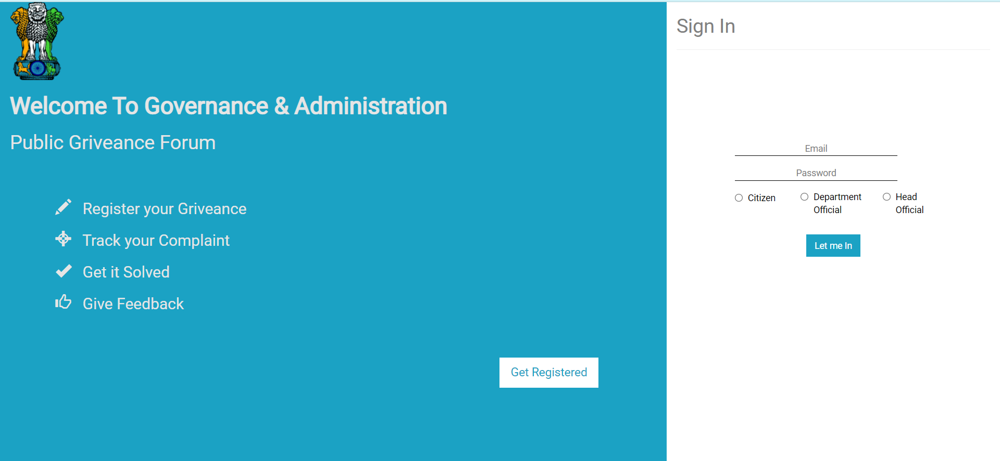 Welcome To Governance & Administration
Public Griveance Forum
Register your Griveance
Track your Complaint
Get it Solved
Give Feedback
Get Registered
Sign In
Email
Password
Citizen
Department
Official
Head
Official
Let me In